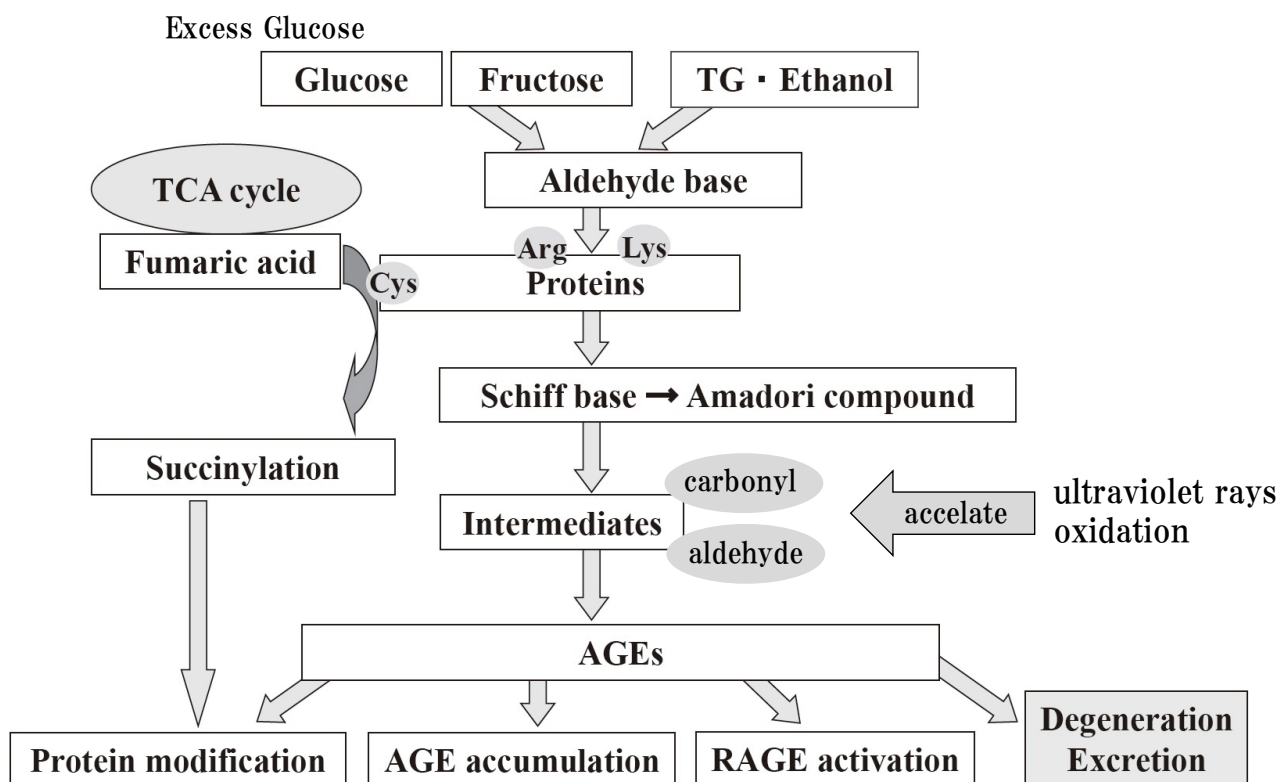 Excess Glucose
Glucose
Fructose
TG・Ethanol
Aldehyde base
TCA cycle
Fumaric acid
Arg
Lys
Cys
Proteins
Schiff base → Amadori compound
Succinylation
carbonyl
Intermediates
aldehyde
accelate
ultraviolet rays
oxidation
AGEs
Protein modification
AGE accumulation
RAGE activation
Degeneration
Excretion